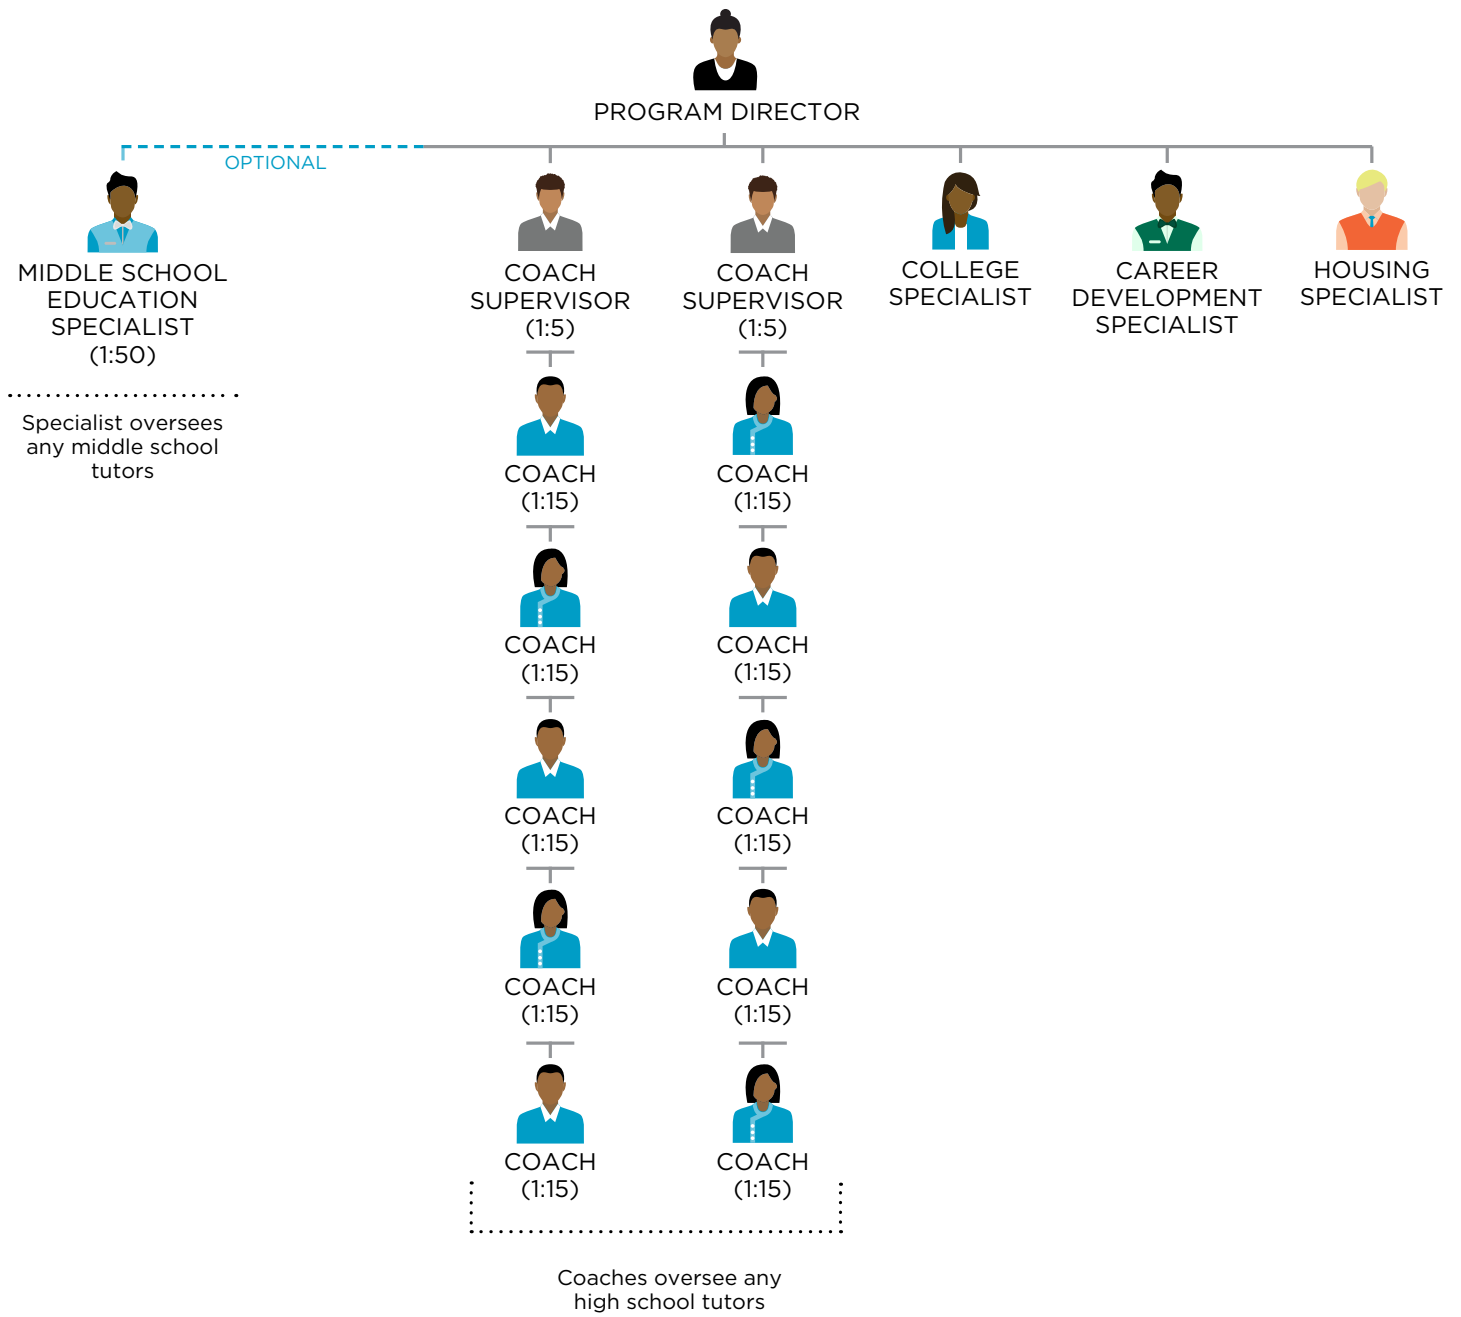 PROGRAM DIRECTOR
OPTIONAL
MIDDLE SCHOOL
EDUCATION
SPECIALIST
(1:50)
Specialist oversees
any middle school
tutors
COACH
SUPERVISOR
(1:5)
COACH
(1:15)
COACH
(1:15)
COACH
(1:15)
COACH
(1:15)
COACH
(1:15)
COACH
SUPERVISOR
(1:5)
COACH
(1:15)
COACH
(1:15)
COACH
(1:15)
COACH
(1:15)
COACH
(1:15)
Coaches oversee any
high school tutors
COLLEGE
SPECIALIST
CAREER
DEVELOPMENT
SPECIALIST
HOUSING
SPECIALIST